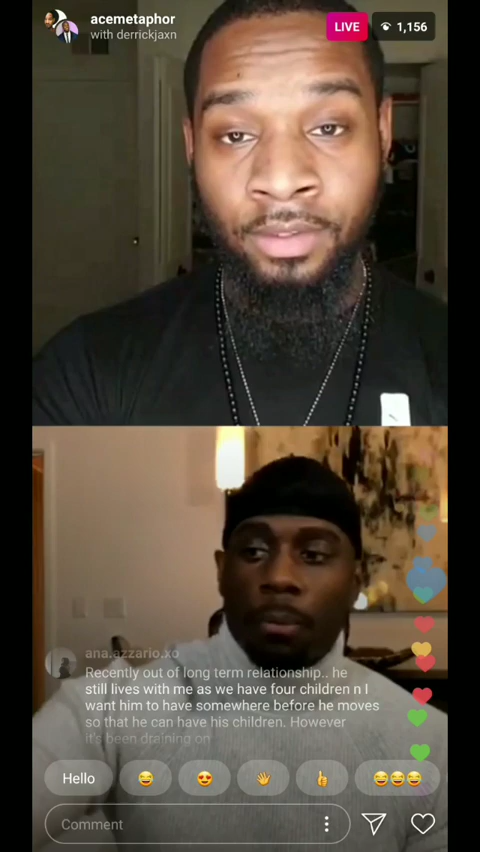 acemetaphor
with derrickjaxn
LIVE
1,156
ana.azzario.xo
Recently out of long term relationship.. he
still lives with me as we have four children n I
want him to have somewhere before he moves
so that he can have his children. However
it's been draining on
Hello
Comment